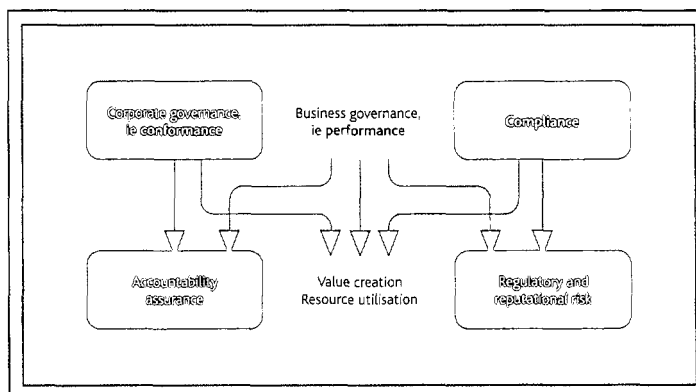 Corporate governance,
ie conformance
Business governance,
ie performance
Compliance
Accountability
assurance
Value creation
Resource utilisation
Regulatory and
reputational risk